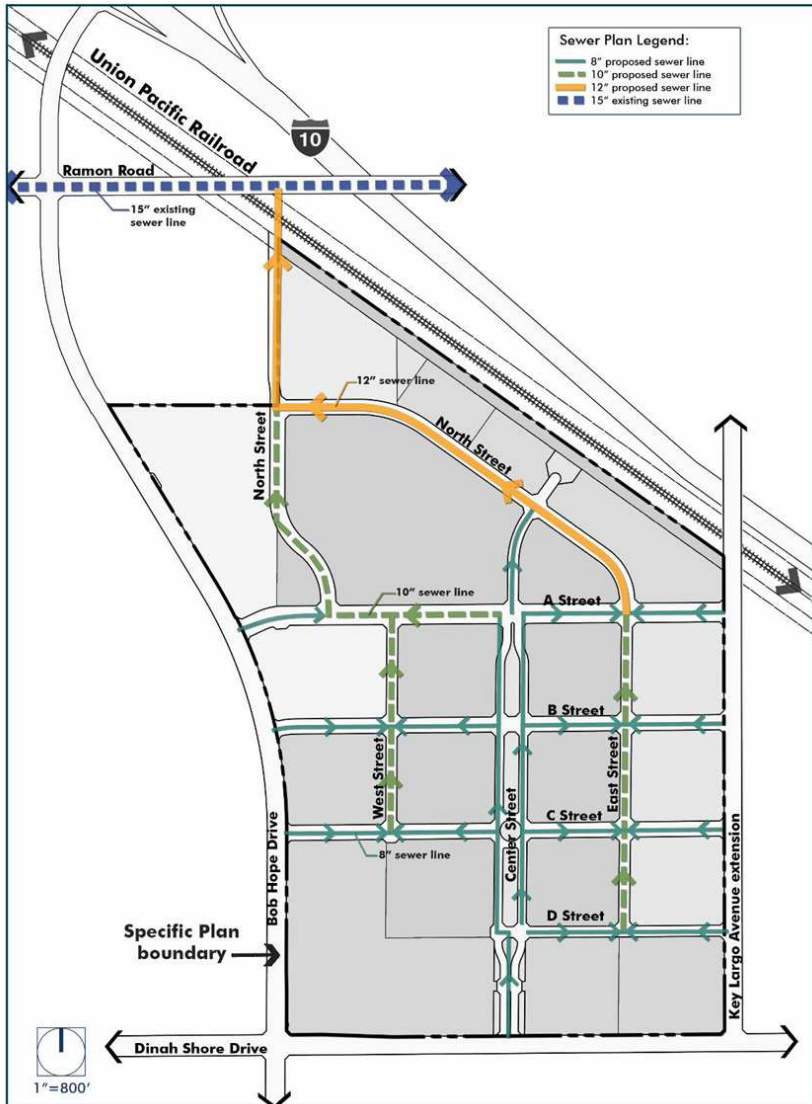 Sewer Plan Legend:
8" proposed sewer line
10" proposed sewer line
12" proposed sewer line
15" existing sewer line
Union Pacific Railroad
10
Ramon Road
15" existing
sewer line
12" sewer line
North Street
North Street
10" sewer line
A Street
B Street
West Street
East Street
C Street
Center Street
8" sewer line
Bob Hope Drive
D Street
Key Largo Avenue extension
Specific Plan
boundary
Dinah Shore Drive
1"=800'